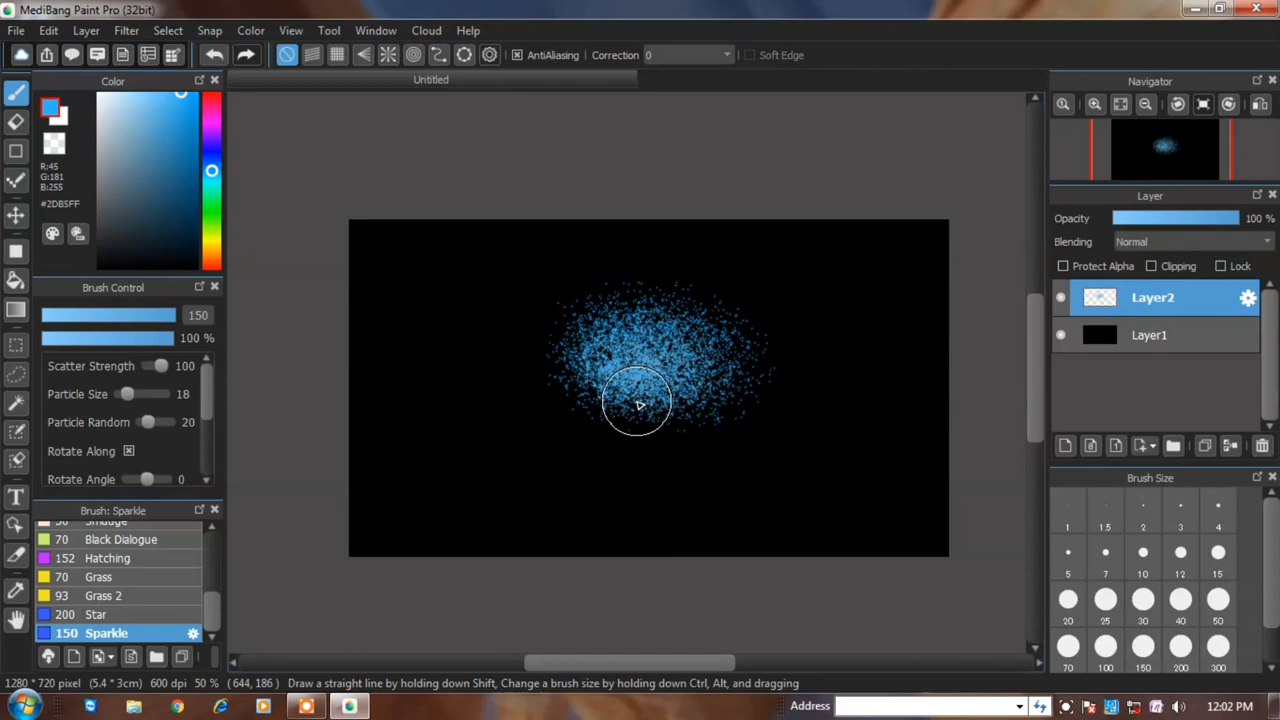 MediBang Paint Pro (32bit)
File Edit Layer Filter Select Snap Color View Tool Window Cloud Help
AntiAliasing Correction 0 Soft Edge
Color
Untitled
Navigator
R:45
G:181
B:255
#2DB5FF
Layer
Opacity 100 %
Blending Normal
Protect Alpha Clipping Lock
Layer2
Layer1
Brush Control
150
100 %
Scatter Strength 100
Particle Size 18
Particle Random 20
Rotate Along
Rotate Angle 0
Brush: Sparkle
50 Smudge
70 Black Dialogue
152 Hatching
70 Grass
93 Grass 2
200 Star
150 Sparkle
Brush Size
1 1.5 2 3 4
5 7 10 12 15
20 25 30 40 50
70 100 150 200 300
1280 * 720 pixel (5.4 * 3cm) 600 dpi 50 % (644, 186) Draw a straight line by holding down Shift, Change a brush size by holding down Ctrl, Alt, and dragging
Address
12:02 PM